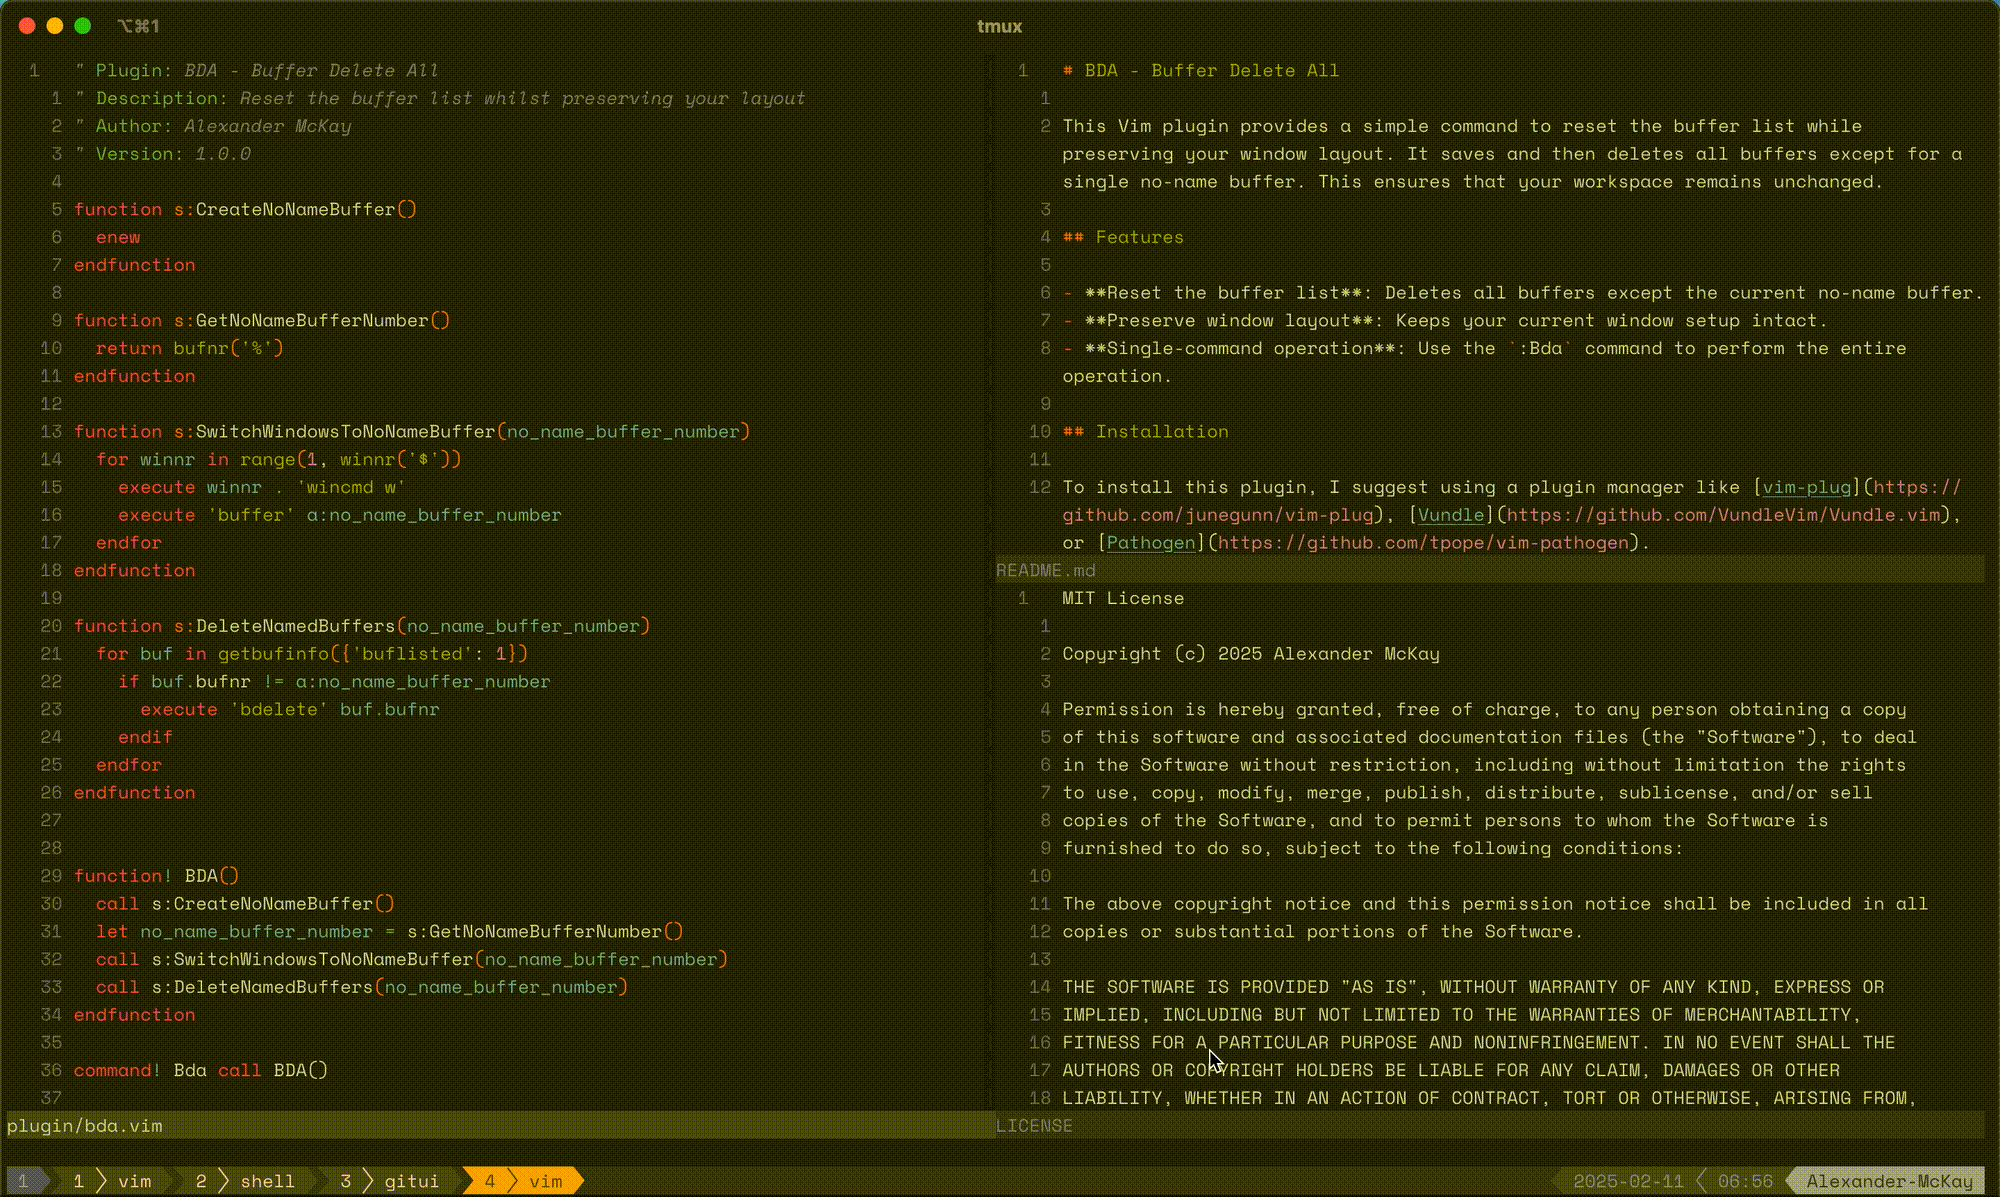 ⌥⌘1
tmux
1 " Plugin: BDA - Buffer Delete All
1 " Description: Reset the buffer list whilst preserving your layout
2 " Author: Alexander McKay
3 " Version: 1.0.0
4
5 function s:CreateNoNameBuffer()
6   enew
7 endfunction
8
9 function s:GetNoNameBufferNumber()
10   return bufnr('%')
11 endfunction
12
13 function s:SwitchWindowsToNoNameBuffer(no_name_buffer_number)
14   for winnr in range(1, winnr('$'))
15     execute winnr . 'wincmd w'
16     execute 'buffer' a:no_name_buffer_number
17   endfor
18 endfunction
19
20 function s:DeleteNamedBuffers(no_name_buffer_number)
21   for buf in getbufinfo({'buflisted': 1})
22     if buf.bufnr != a:no_name_buffer_number
23       execute 'bdelete' buf.bufnr
24     endif
25   endfor
26 endfunction
27
28
29 function! BDA()
30   call s:CreateNoNameBuffer()
31   let no_name_buffer_number = s:GetNoNameBufferNumber()
32   call s:SwitchWindowsToNoNameBuffer(no_name_buffer_number)
33   call s:DeleteNamedBuffers(no_name_buffer_number)
34 endfunction
35
36 command! Bda call BDA()
37
plugin/bda.vim
1 # BDA - Buffer Delete All
1
2 This Vim plugin provides a simple command to reset the buffer list while
preserving your window layout. It saves and then deletes all buffers except for a
single no-name buffer. This ensures that your workspace remains unchanged.
3
4 ## Features
5
6 - **Reset the buffer list**: Deletes all buffers except the current no-name buffer.
7 - **Preserve window layout**: Keeps your current window setup intact.
8 - **Single-command operation**: Use the `:Bda` command to perform the entire
operation.
9
10 ## Installation
11
12 To install this plugin, I suggest using a plugin manager like [vim-plug](https://
github.com/junegunn/vim-plug), [Vundle](https://github.com/VundleVim/Vundle.vim),
or [Pathogen](https://github.com/tpope/vim-pathogen).
README.md
1 MIT License
1
2 Copyright (c) 2025 Alexander McKay
3
4 Permission is hereby granted, free of charge, to any person obtaining a copy
5 of this software and associated documentation files (the "Software"), to deal
6 in the Software without restriction, including without limitation the rights
7 to use, copy, modify, merge, publish, distribute, sublicense, and/or sell
8 copies of the Software, and to permit persons to whom the Software is
9 furnished to do so, subject to the following conditions:
10
11 The above copyright notice and this permission notice shall be included in all
12 copies or substantial portions of the Software.
13
14 THE SOFTWARE IS PROVIDED "AS IS", WITHOUT WARRANTY OF ANY KIND, EXPRESS OR
15 IMPLIED, INCLUDING BUT NOT LIMITED TO THE WARRANTIES OF MERCHANTABILITY,
16 FITNESS FOR A PARTICULAR PURPOSE AND NONINFRINGEMENT. IN NO EVENT SHALL THE
17 AUTHORS OR COPYRIGHT HOLDERS BE LIABLE FOR ANY CLAIM, DAMAGES OR OTHER
18 LIABILITY, WHETHER IN AN ACTION OF CONTRACT, TORT OR OTHERWISE, ARISING FROM,
LICENSE
1 1 vim 2 shell 3 gitui 4 vim 2025-02-11 06:56 Alexander-McKay